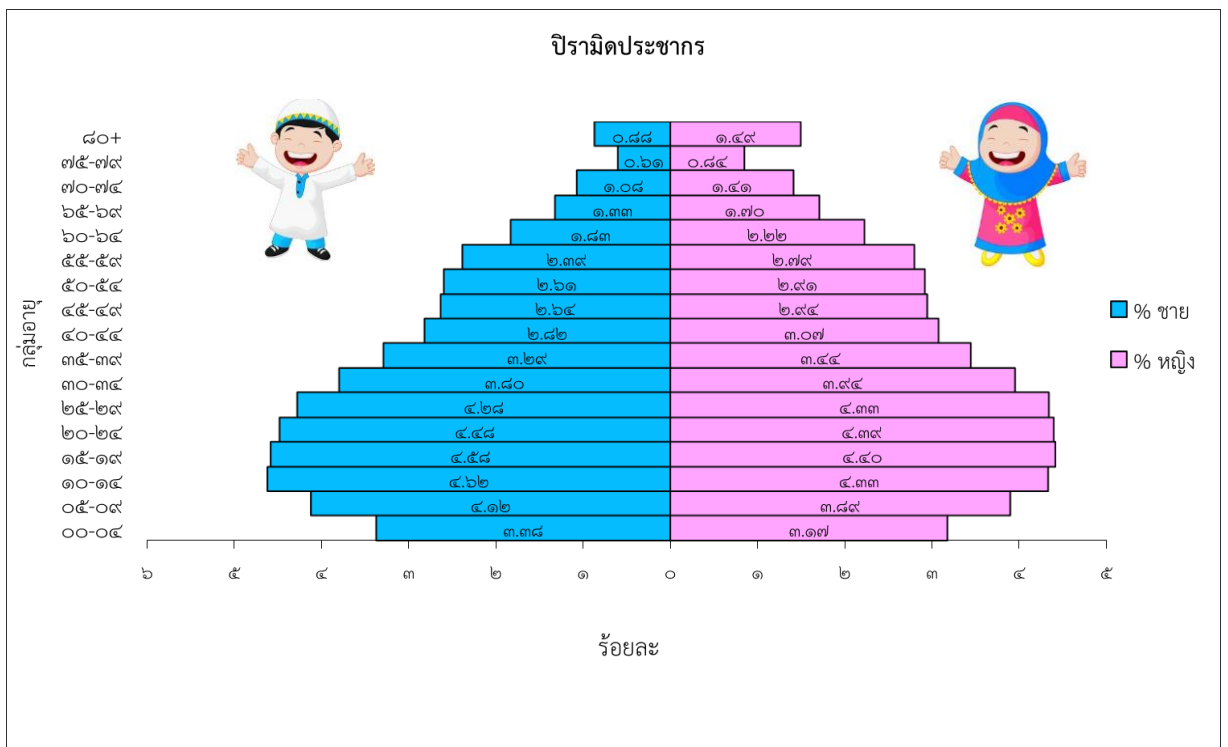 ปิรามิดประชากร
กลุ่มอายุ
๘๐+ ๐.๘๘ ๑.๔๙
๗๕-๗๙ ๐.๖๑ ๐.๘๔
๗๐-๗๔ ๑.๐๘ ๑.๔๑
๖๕-๖๙ ๑.๓๓ ๑.๗๐
๖๐-๖๔ ๑.๘๓ ๒.๒๒
๕๕-๕๙ ๒.๓๙ ๒.๗๙
๕๐-๕๔ ๒.๖๑ ๒.๙๑
๔๕-๔๙ ๒.๖๔ ๒.๙๔
๔๐-๔๔ ๒.๘๒ ๓.๐๗
๓๕-๓๙ ๓.๒๙ ๓.๔๔
๓๐-๓๔ ๓.๘๐ ๓.๙๔
๒๕-๒๙ ๔.๒๘ ๔.๓๓
๒๐-๒๔ ๔.๔๘ ๔.๓๙
๑๕-๑๙ ๔.๕๘ ๔.๔๐
๑๐-๑๔ ๔.๖๒ ๔.๓๓
๐๕-๐๙ ๔.๑๒ ๓.๘๙
๐๐-๐๔ ๓.๓๘ ๓.๑๗
๖ ๕ ๔ ๓ ๒ ๑ ๐ ๑ ๒ ๓ ๔ ๕
ร้อยละ
% ชาย
% หญิง